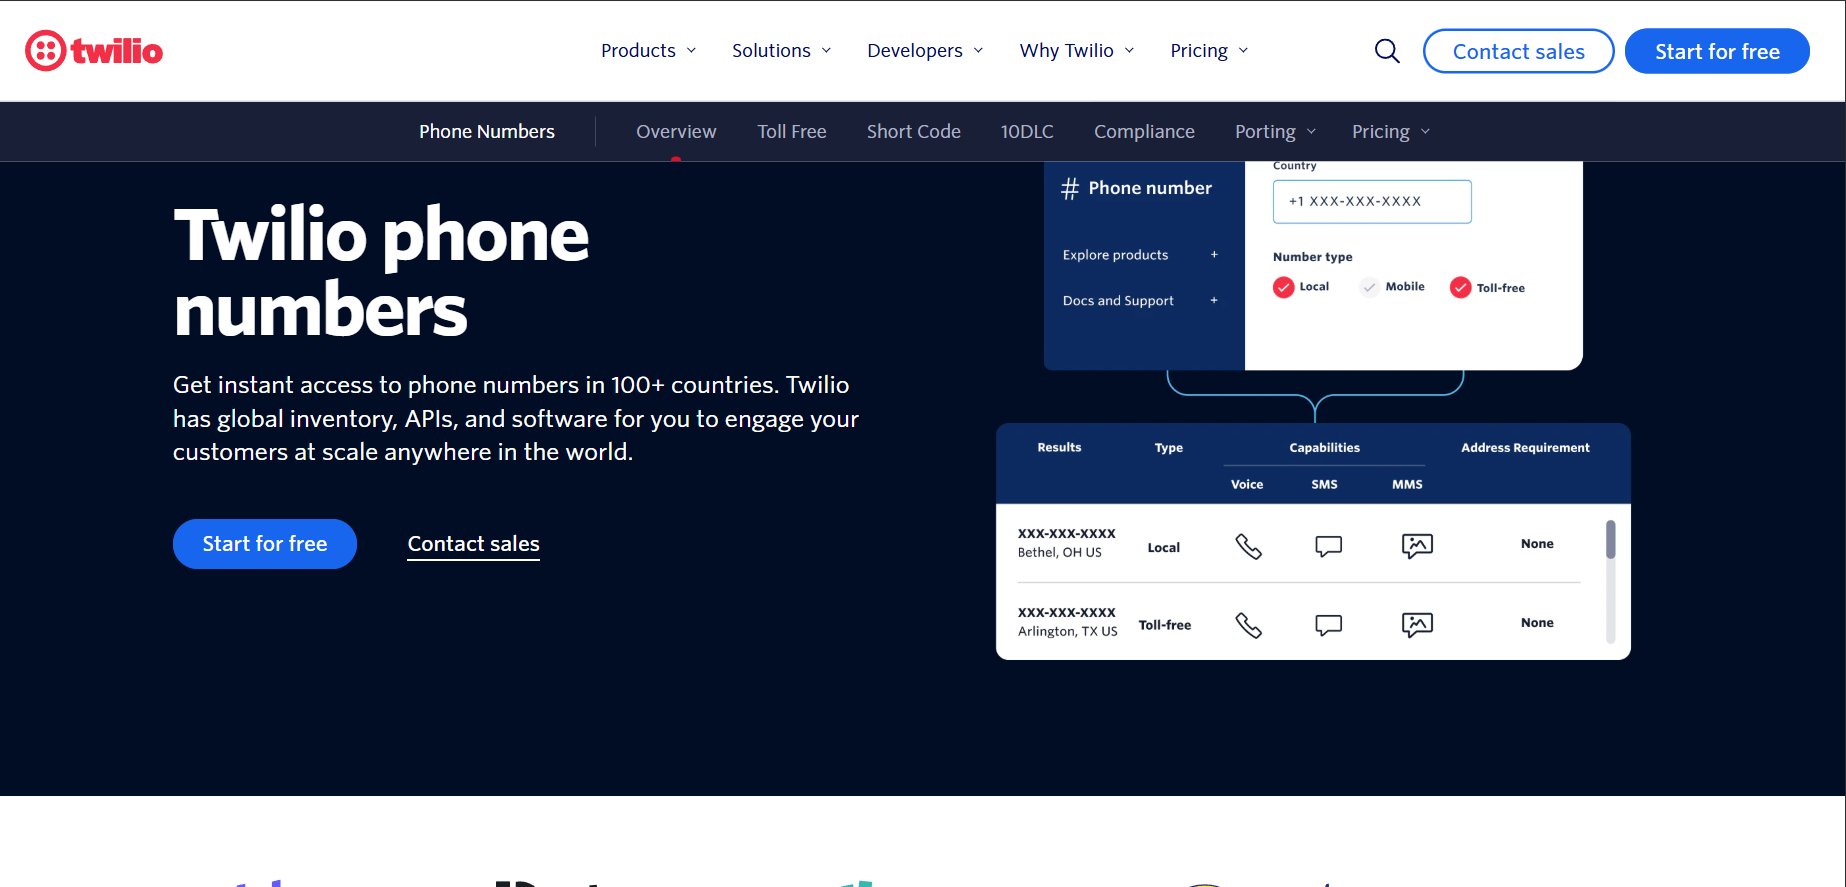 twilio
Products
Solutions
Developers
Why Twilio
Pricing
Contact sales
Start for free
Phone Numbers
Overview
Toll Free
Short Code
10DLC
Compliance
Porting
Pricing
Twilio phone
numbers
Get instant access to phone numbers in 100+ countries. Twilio
has global inventory, APIs, and software for you to engage your
customers at scale anywhere in the world.
Start for free
Contact sales
# Phone number
Explore products +
Docs and Support +
Country
+1 XXX-XXX-XXXX
Number type
Local
Mobile
Toll-free
Results
Type
Capabilities
Address Requirement
Voice
SMS
MMS
XXX-XXX-XXXX
Bethel, OH US
Local
None
XXX-XXX-XXXX
Arlington, TX US
Toll-free
None